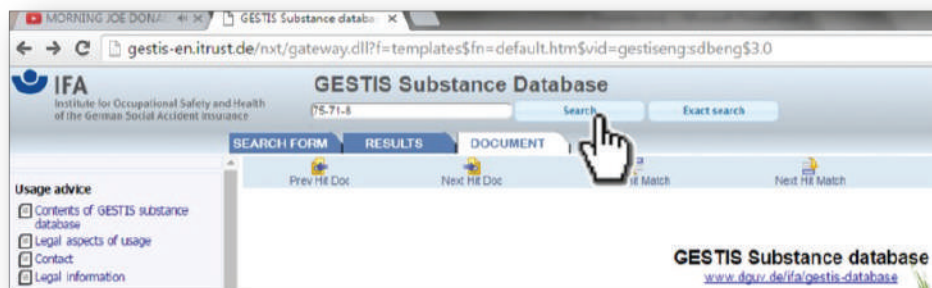 MORNING JOE DONAL
GESTIS Substance databa
gestis-en.itrust.de/nxt/gateway.dll?f=templates$fn=default.htm$vid=gestiseng:sdbeng$3.0
IFA
Institute for Occupational Safety and Health
of the German Social Accident Insurance
GESTIS Substance Database
75-71-8
Search
Exact search
SEARCH FORM
RESULTS
DOCUMENT
Prev Hit Doc
Next Hit Doc
Match
Next Hit Match
Usage advice
Contents of GESTIS substance
database
Legal aspects of usage
Contact
Legal information
GESTIS Substance database
www.dguv.de/ifa/gestis-database